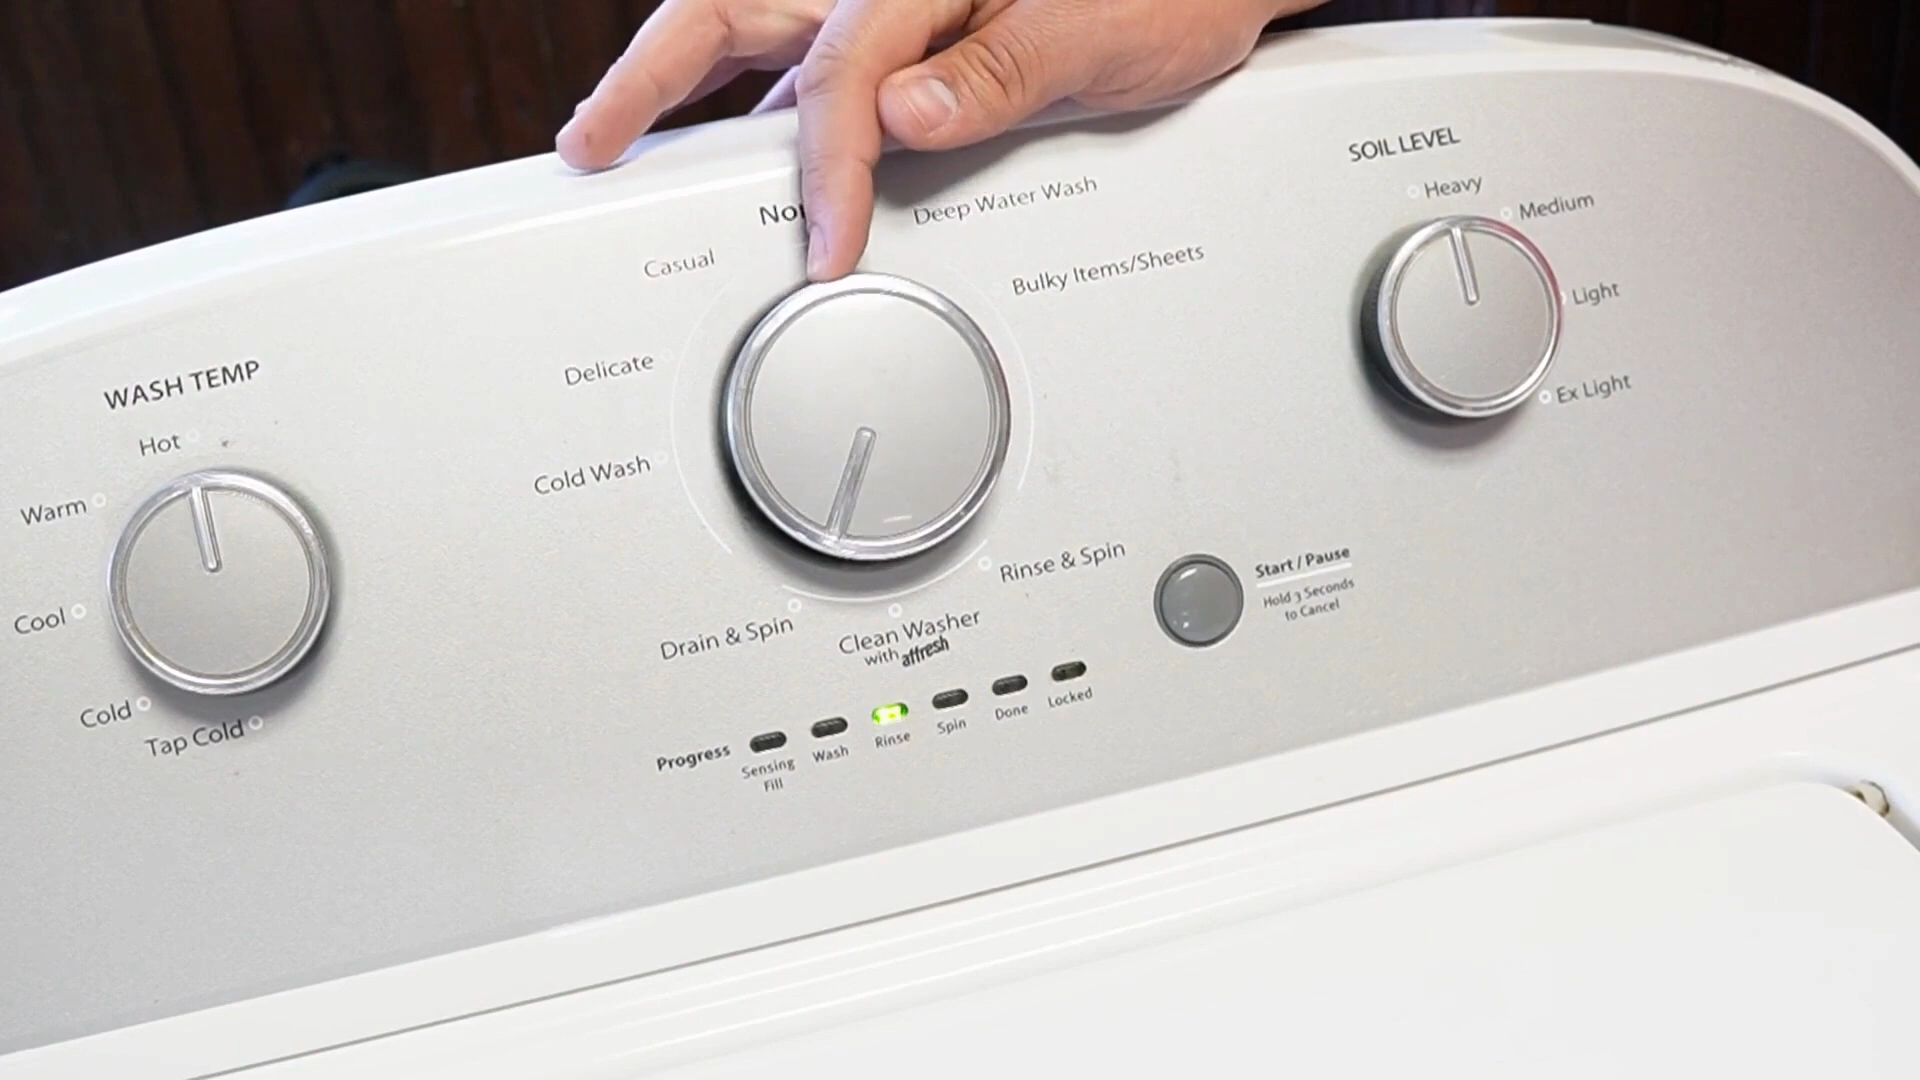 WASH TEMP
Hot
Warm
Cool
Cold
Tap Cold
Casual
Delicate
Cold Wash
Deep Water Wash
Bulky Items/Sheets
Rinse & Spin
Clean Washer
with affresh
Drain & Spin
Progress
Sensing
Fill
Wash
Rinse
Spin
Done
Locked
Start / Pause
Hold 3 Seconds
to Cancel
SOIL LEVEL
Heavy
Medium
Light
Ex Light